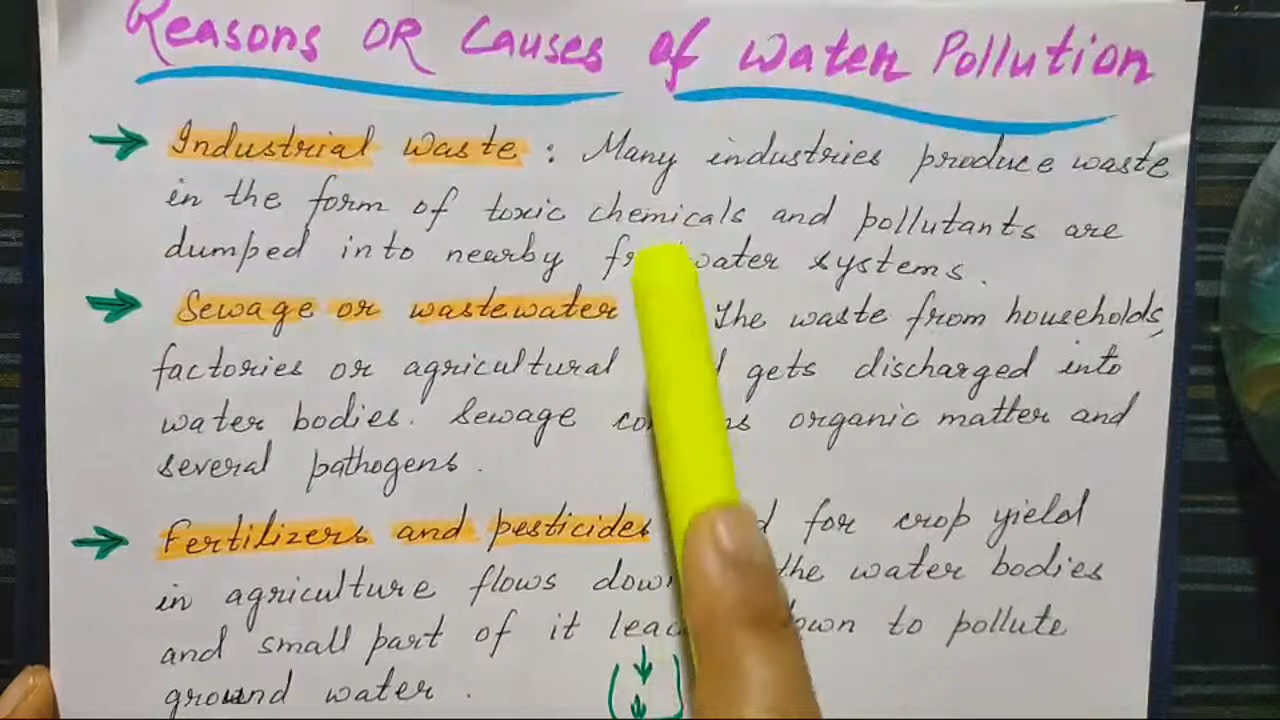 Reasons OR Causes of Water Pollution
Industrial Waste : Many industries produce waste
in the form of toxic chemicals and pollutants are
dumped into nearby water systems.
Sewage or wastewater The waste from households,
factories or agricultural gets discharged into
water bodies. Sewage organic matter and
several pathogens.
Fertilizers and pesticides for crop yield
in agriculture flows the water bodies
and small part of it to pollute
ground water.